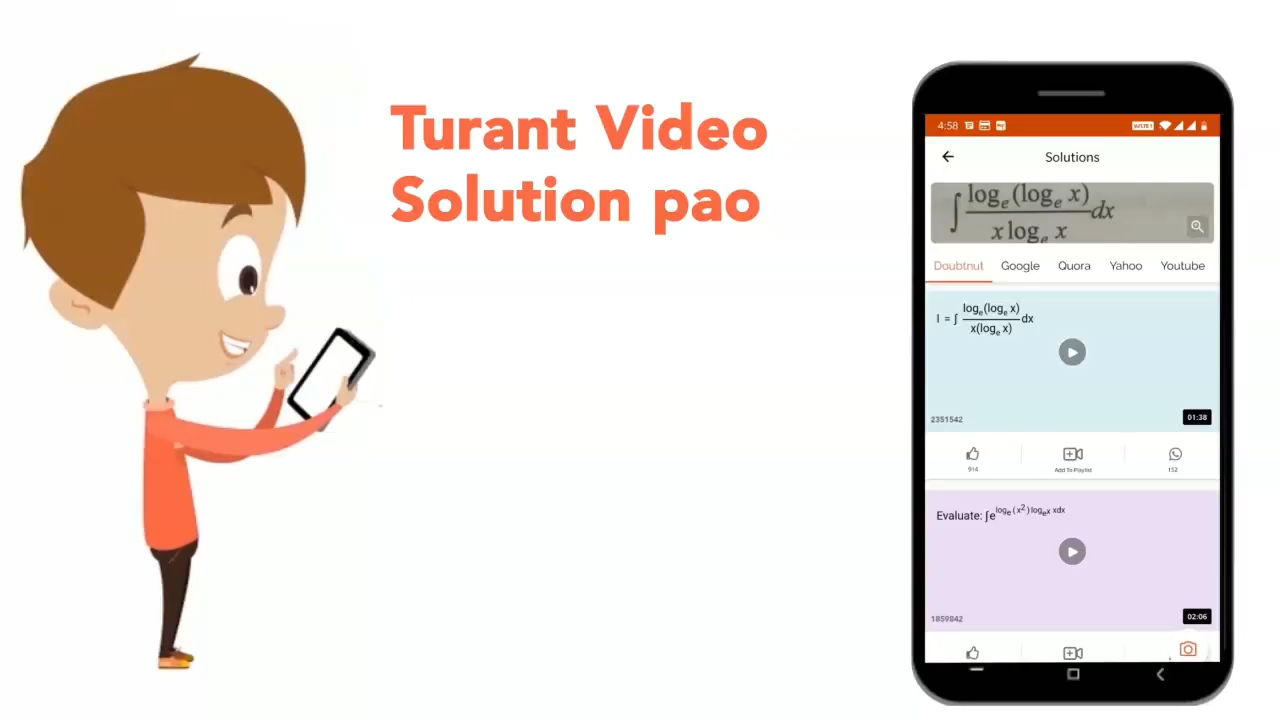 Turant Video
Solution pao
4:58
VoLTE1
Solutions
∫ logₑ(logₑ x) / x logₑ x dx
Doubtnut Google Quora Yahoo Youtube
I = ∫ logₑ(logₑ x) / x(logₑ x) dx
2351542
01:38
914
Add To Playlist
152
Evaluate: ∫e^logₑ(x²)logₑx xdx
1859842
02:06